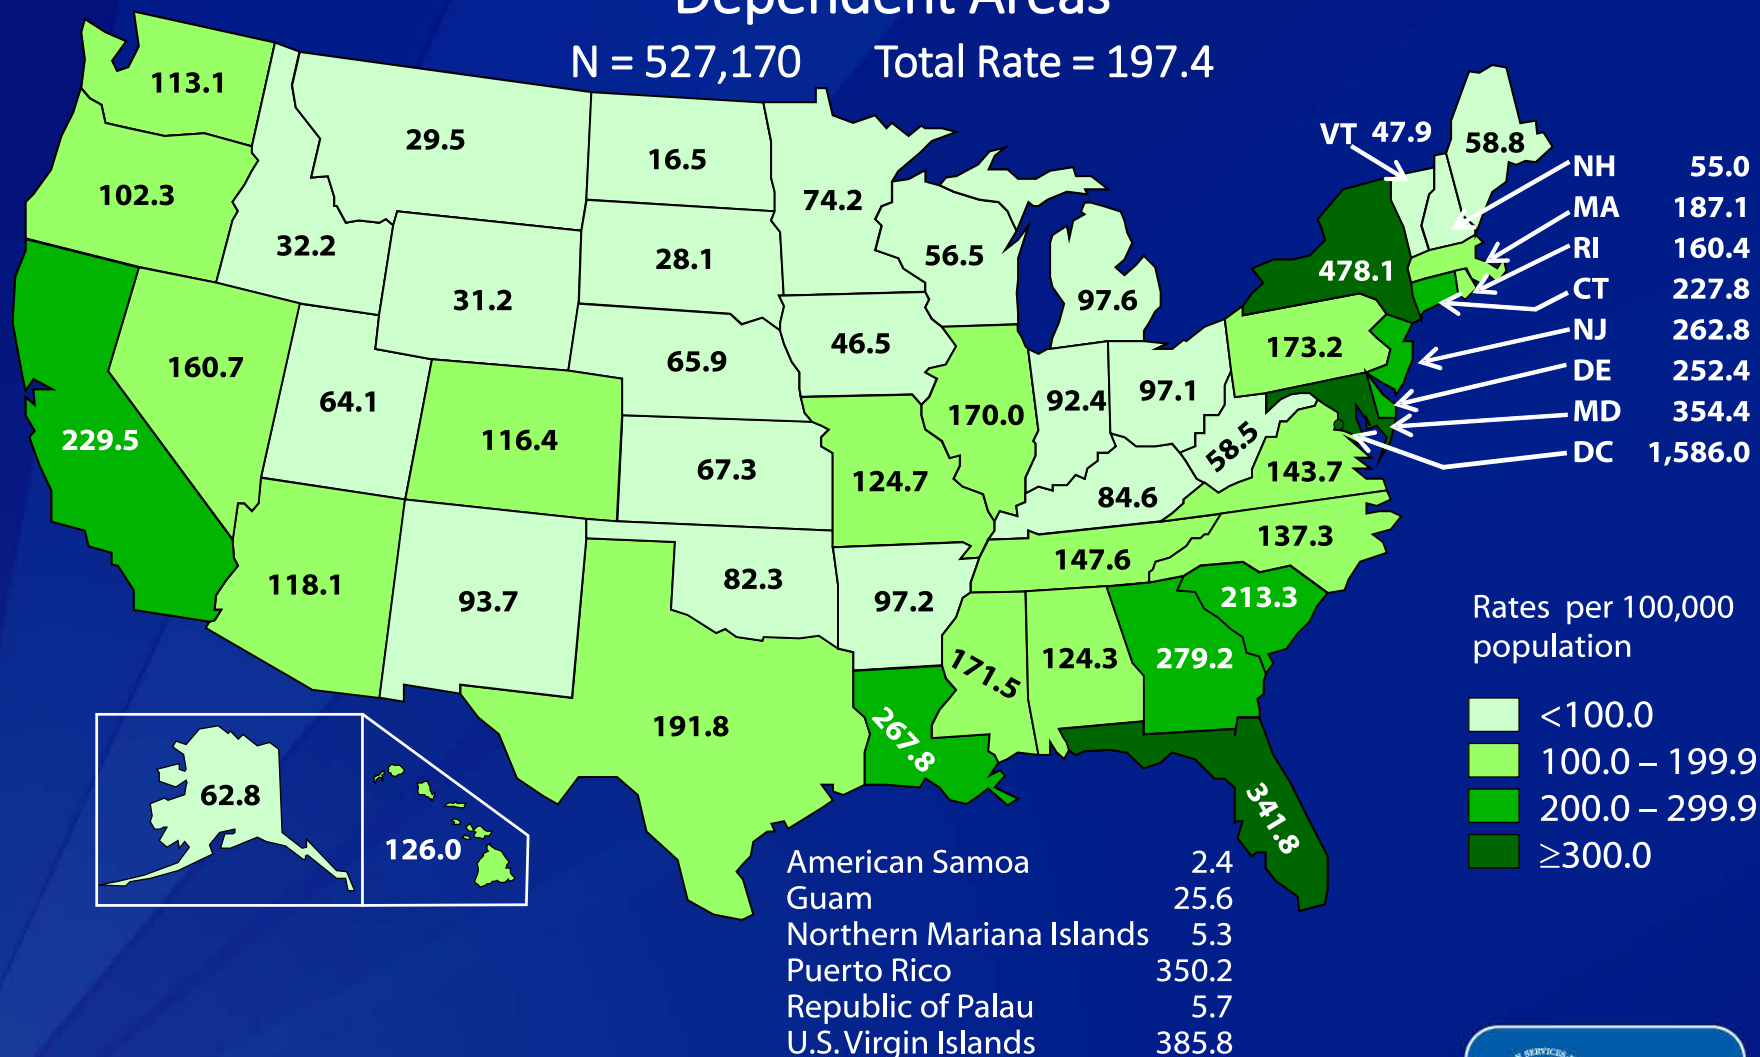 Dependent Areas
N = 527,170 Total Rate = 197.4
113.1
29.5
16.5
VT 47.9
58.8
102.3
74.2
NH 55.0
MA 187.1
32.2
28.1
56.5
478.1
RI 160.4
31.2
97.6
CT 227.8
160.7
65.9
46.5
173.2
NJ 262.8
64.1
92.4
97.1
DE 252.4
229.5
116.4
170.0
58.5
MD 354.4
67.3
124.7
143.7
DC 1,586.0
84.6
118.1
82.3
147.6
137.3
93.7
97.2
213.3
Rates per 100,000
population
171.5
124.3
279.2
191.8
267.8
<100.0
100.0 – 199.9
62.8
341.8
200.0 – 299.9
126.0
≥300.0
American Samoa 2.4
Guam 25.6
Northern Mariana Islands 5.3
Puerto Rico 350.2
Republic of Palau 5.7
U.S. Virgin Islands 385.8